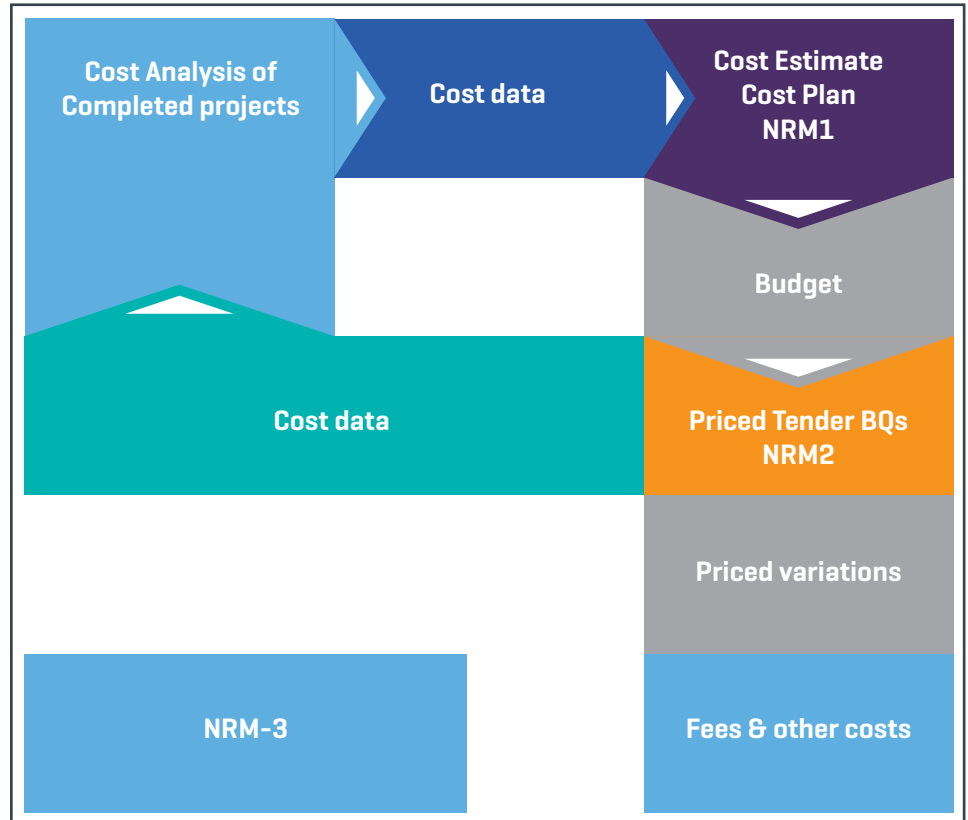 Cost Analysis of
Completed projects
Cost data
Cost Estimate
Cost Plan
NRM1
Budget
Cost data
Priced Tender BQs
NRM2
Priced variations
NRM-3
Fees & other costs